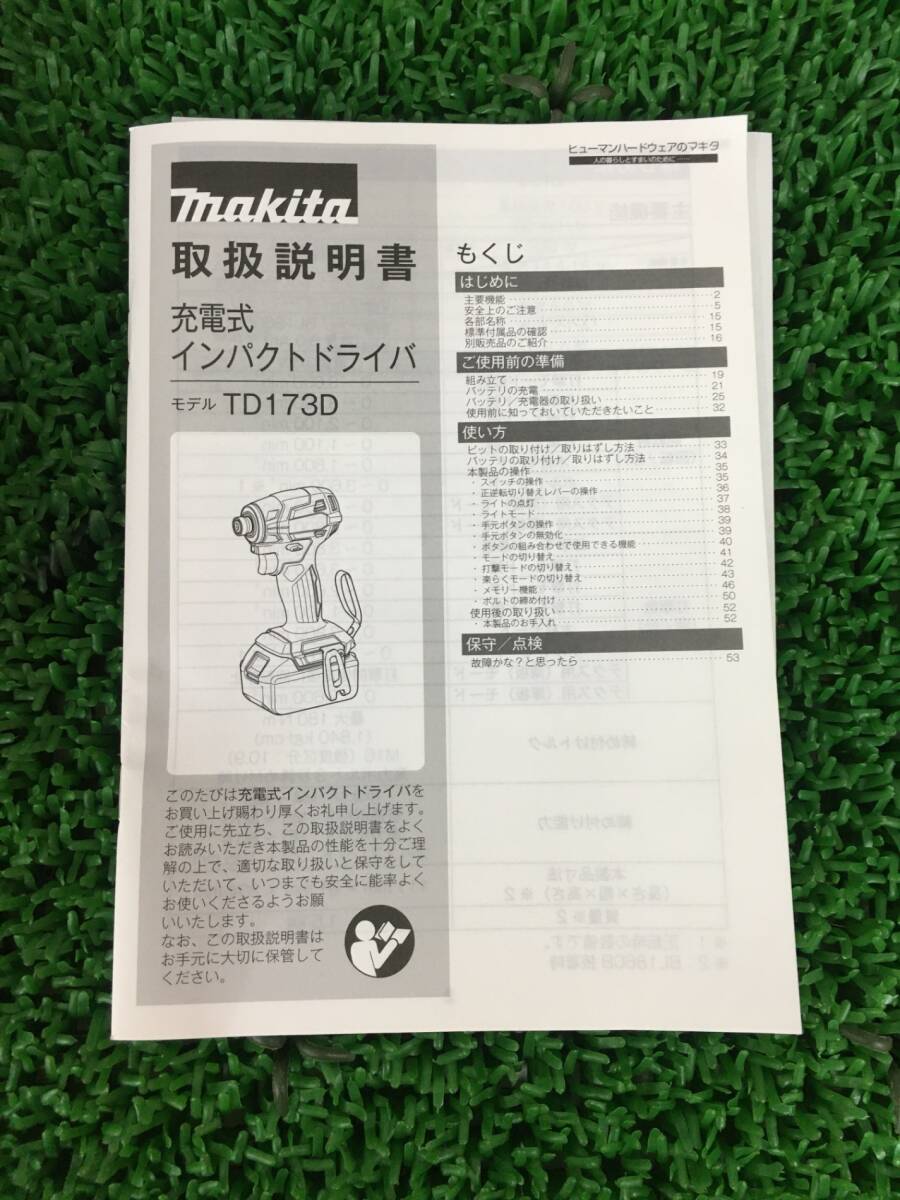 ヒューマンハードウェアのマキタ
人の暮らしとすまいのために……
makita
取扱説明書
充電式
インパクトドライバ
モデル TD173D
このたびは充電式インパクトドライバを
お買い上げ賜わり厚くお礼申し上げます。
ご使用に先立ち、この取扱説明書をよく
お読みいただき本製品の性能を十分ご理
解の上で、適切な取り扱いと保守をして
いただいて、いつまでも安全に能率よく
お使いくださるようお願
いいたします。
なお、この取扱説明書は
お手元に大切に保管して
ください。
もくじ
はじめに
主要機能 2
安全上のご注意 5
各部名称 15
標準付属品の確認 15
別販売品のご紹介 16
ご使用前の準備
組み立て 19
バッテリの充電 21
バッテリ／充電器の取り扱い 25
使用前に知っておいていただきたいこと 32
使い方
ビットの取り付け／取りはずし方法 33
バッテリの取り付け／取りはずし方法 34
本製品の操作 35
・スイッチの操作 35
・正逆転切り替えレバーの操作 36
・ライトの点灯 37
・ライトモード 38
・手元ボタンの操作 39
・手元ボタンの無効化 39
・ボタンの組み合わせで使用できる機能 40
・モードの切り替え 41
・打撃モードの切り替え 42
・楽らくモードの切り替え 43
・メモリー機能 46
・ボルトの締め付け 50
使用後の取り扱い 52
・本製品のお手入れ 52
保守／点検
故障かな？と思ったら 53